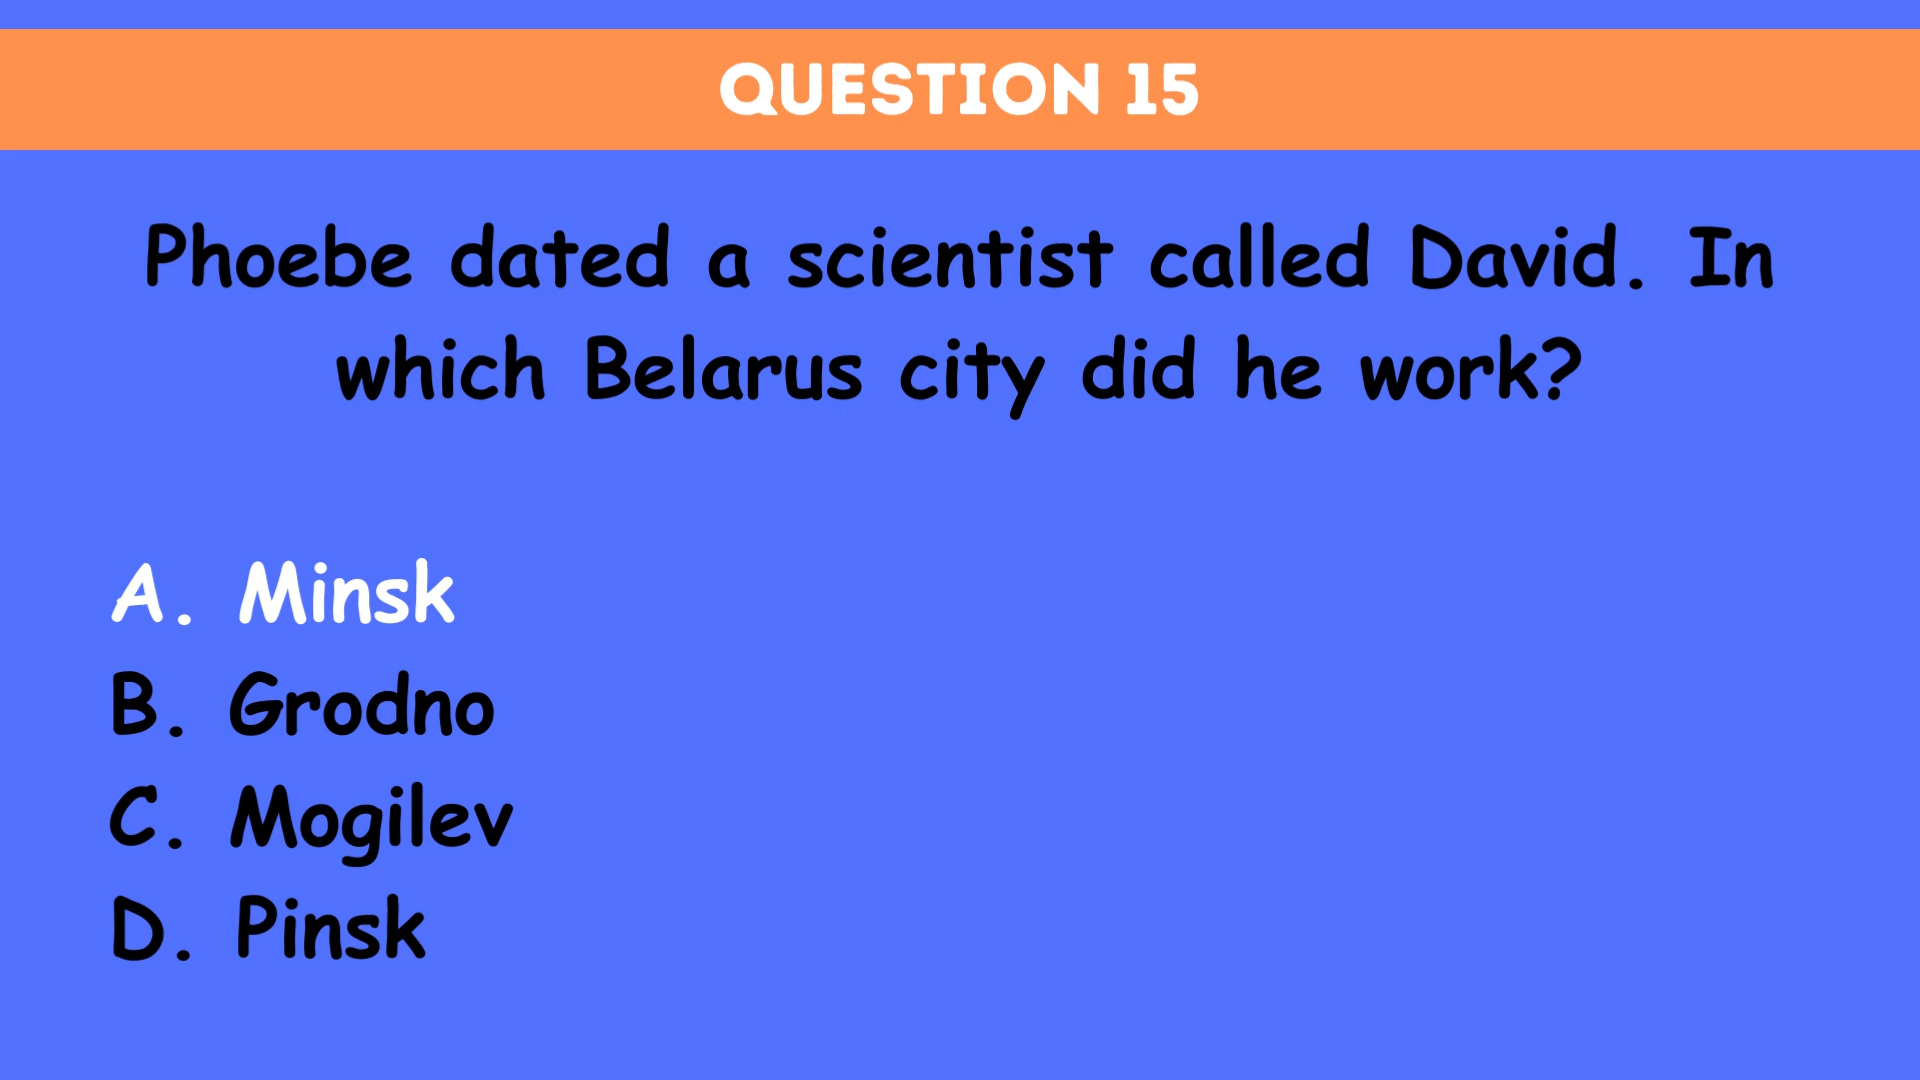 QUESTION 15
Phoebe dated a scientist called David. In
which Belarus city did he work?
A. Minsk
B. Grodno
C. Mogilev
D. Pinsk